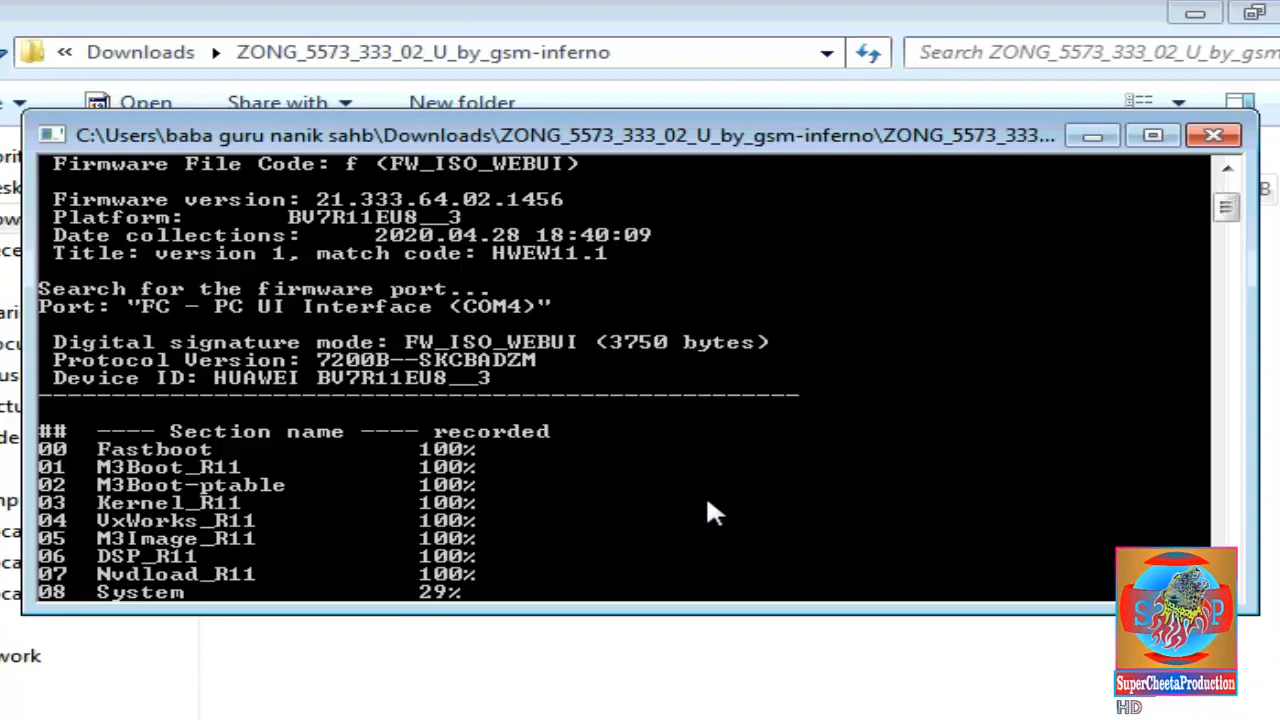 Downloads ZONG_5573_333_02_U_by_gsm-inferno Search ZONG_5573_333_02_U_by_gsm
Open Share with New folder
C:\Users\baba guru nanik sahb\Downloads\ZONG_5573_333_02_U_by_gsm-inferno\ZONG_5573_333...
Firmware File Code: f (FW_ISO_WEBUI)
Firmware version: 21.333.64.02.1456
Platform: BV7R11EU8__3
Date collections: 2020.04.28 18:40:09
Title: version 1, match code: HWEW11.1
Search for the firmware port...
Port: "FC - PC UI Interface (COM4)"
Digital signature mode: FW_ISO_WEBUI (3750 bytes)
Protocol Version: 7200B--SKCBADZM
Device ID: HUAWEI BV7R11EU8__3
-----------------------------------------------------
## ---- Section name ---- recorded
00 Fastboot 100%
01 M3Boot_R11 100%
02 M3Boot-ptable 100%
03 Kernel_R11 100%
04 VxWorks_R11 100%
05 M3Image_R11 100%
06 DSP_R11 100%
07 Nvdload_R11 100%
08 System 29%
work
S P
SuperCheetaProduction
HD